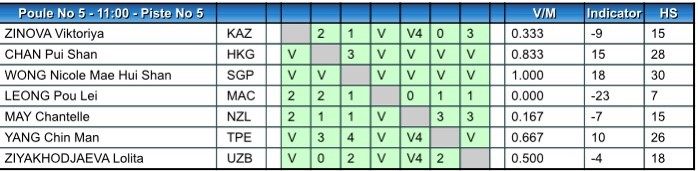 Poule No 5 - 11:00 - Piste No 5 V/M Indicator HS
ZINOVA Viktoriya KAZ 2 1 V V4 0 3 0.333 -9 15
CHAN Pui Shan HKG V 3 V V V V 0.833 15 28
WONG Nicole Mae Hui Shan SGP V V V V V V 1.000 18 30
LEONG Pou Lei MAC 2 2 1 0 1 1 0.000 -23 7
MAY Chantelle NZL 2 1 1 V 3 3 0.167 -7 15
YANG Chin Man TPE V 3 4 V V4 V 0.667 10 26
ZIYAKHODJAEVA Lolita UZB V 0 2 V V4 2 0.500 -4 18